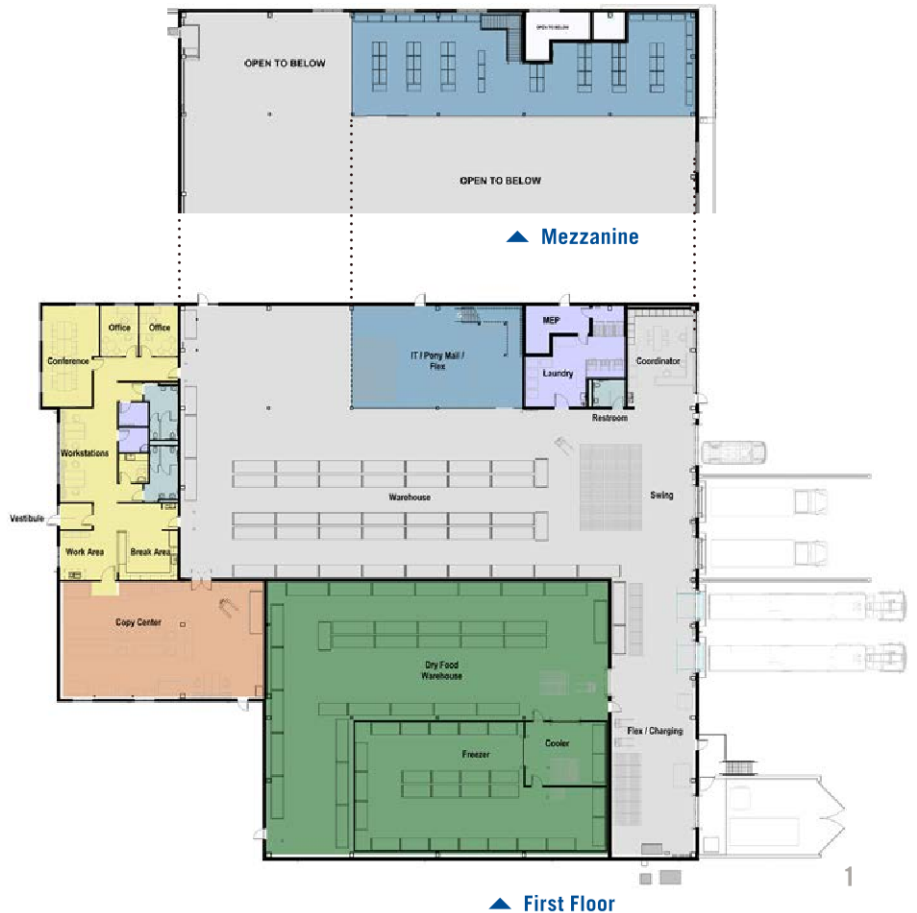 OPEN TO BELOW
OPEN TO BELOW
OPEN TO BELOW
▲ Mezzanine
Office
Office
Conference
MEP
IT / Pony Mail /
Flex
Coordinator
Laundry
Restroom
Workstations
Warehouse
Swing
Vestibule
Work Area
Break Area
Copy Center
Dry Food
Warehouse
Flex / Charging
Cooler
Freezer
1
▲ First Floor